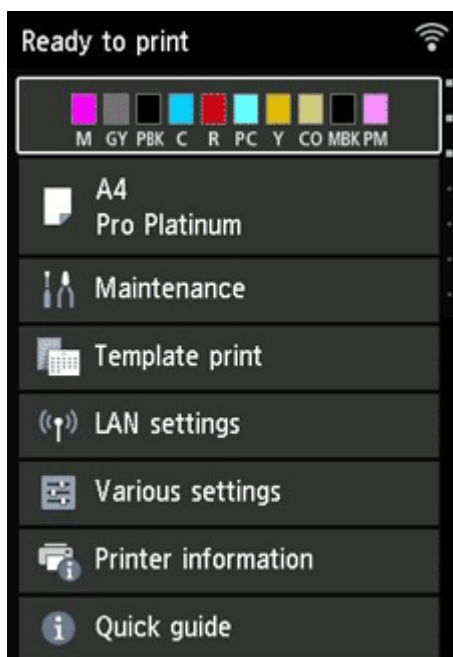 Ready to print
M GY PBK C R PC Y CO MBK PM
A4
Pro Platinum
Maintenance
Template print
LAN settings
Various settings
Printer information
Quick guide